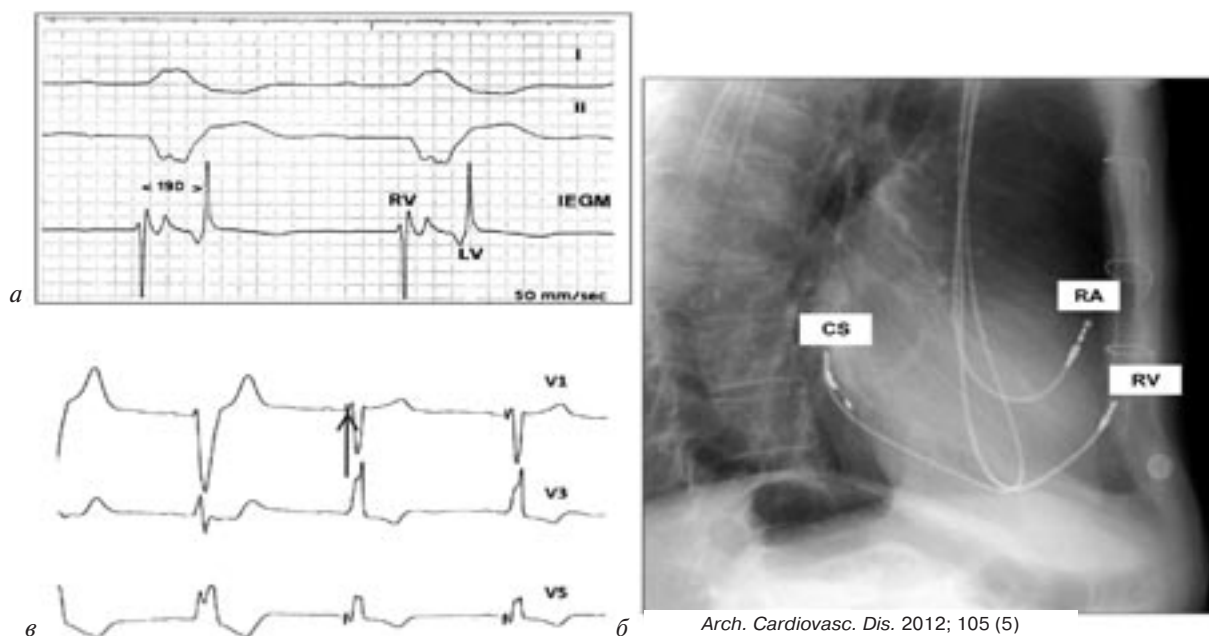 I
II
< 190 >
RV
IEGM
LV
50 mm/sec
а
V1
V3
V5
в
CS
RA
RV
б
Arch. Cardiovasc. Dis. 2012; 105 (5)